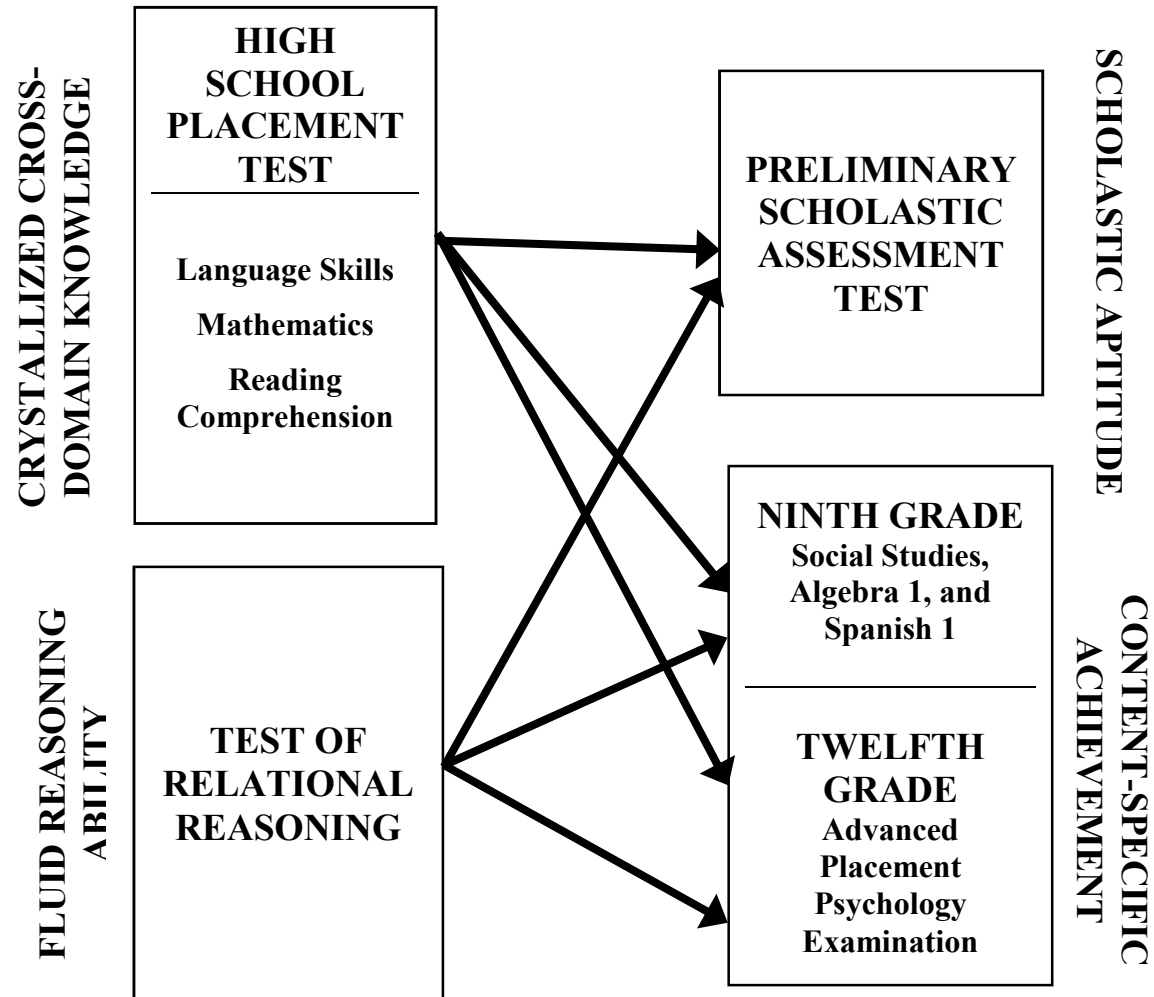 CRYSTALLIZED CROSS-
DOMAIN KNOWLEDGE
HIGH
SCHOOL
PLACEMENT
TEST
Language Skills
Mathematics
Reading
Comprehension
FLUID REASONING
ABILITY
TEST OF
RELATIONAL
REASONING
PRELIMINARY
SCHOLASTIC
ASSESSMENT
TEST
SCHOLASTIC APTITUDE
NINTH GRADE
Social Studies,
Algebra 1, and
Spanish 1
TWELFTH
GRADE
Advanced
Placement
Psychology
Examination
CONTENT-SPECIFIC
ACHIEVEMENT